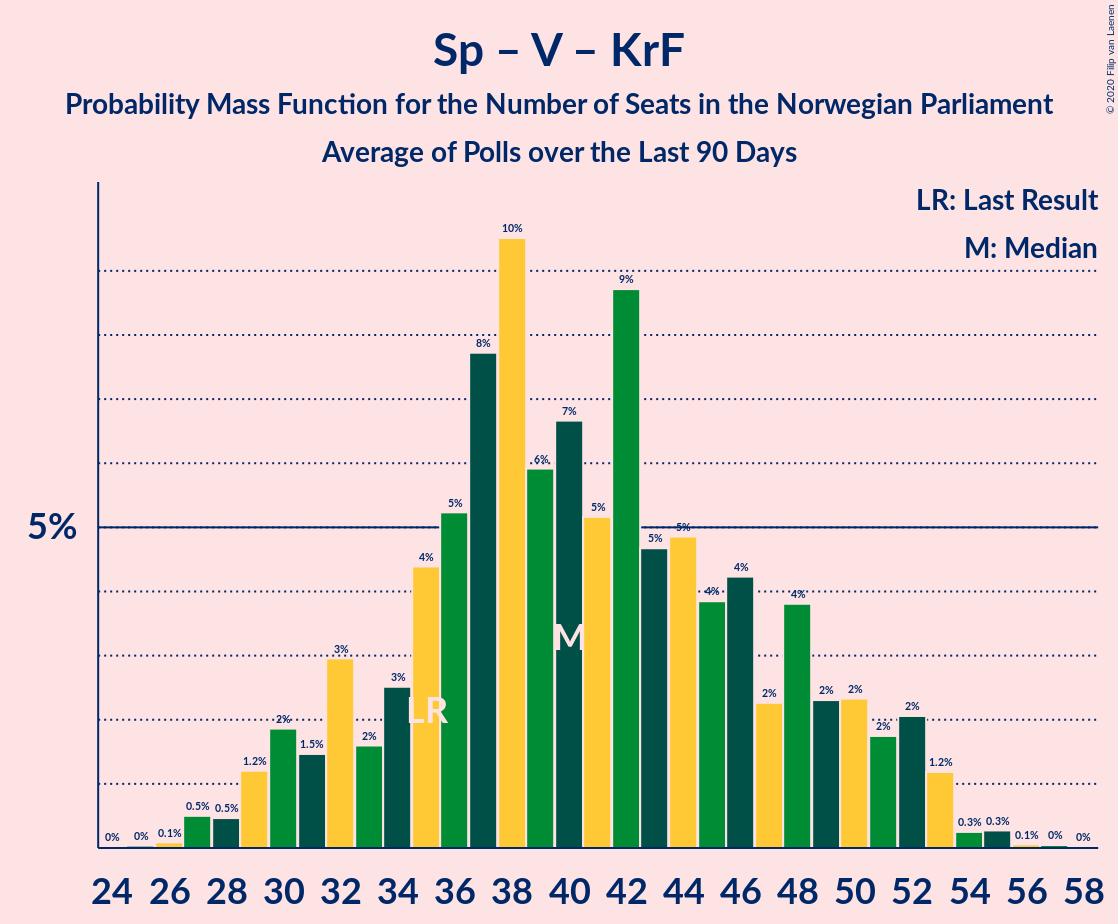 Sp – V – KrF
Probability Mass Function for the Number of Seats in the Norwegian Parliament
Average of Polls over the Last 90 Days
© 2020 Filip van Laenen
LR: Last Result
M: Median
5%
0% 0% 0.1% 0.5% 0.5% 1.2% 2% 1.5% 3% 2% 3% 4% 5% 8% 10% 6% 7% 5% 9% 5% 5% 4% 4% 2% 4% 2% 2% 2% 2% 1.2% 0.3% 0.3% 0.1% 0% 0%
LR
M
24 26 28 30 32 34 36 38 40 42 44 46 48 50 52 54 56 58